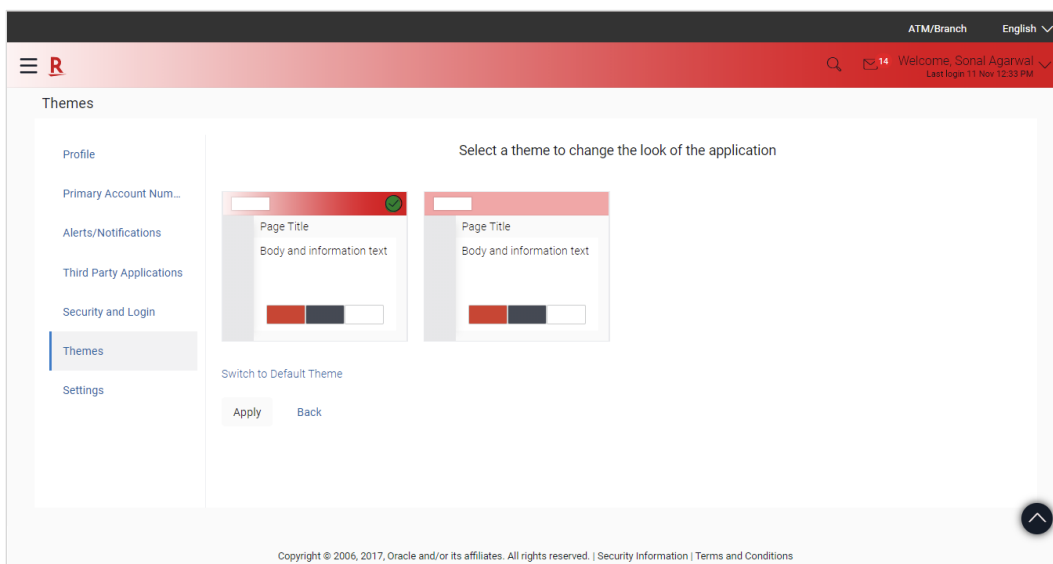 ATM/Branch English
R 14 Welcome, Sonal Agarwal
Last login 11 Nov 12:33 PM
Themes
Profile
Primary Account Num...
Alerts/Notifications
Third Party Applications
Security and Login
Themes
Settings
Select a theme to change the look of the application
Page Title
Body and information text
Page Title
Body and information text
Switch to Default Theme
Apply Back
Copyright © 2006, 2017, Oracle and/or its affiliates. All rights reserved. | Security Information | Terms and Conditions